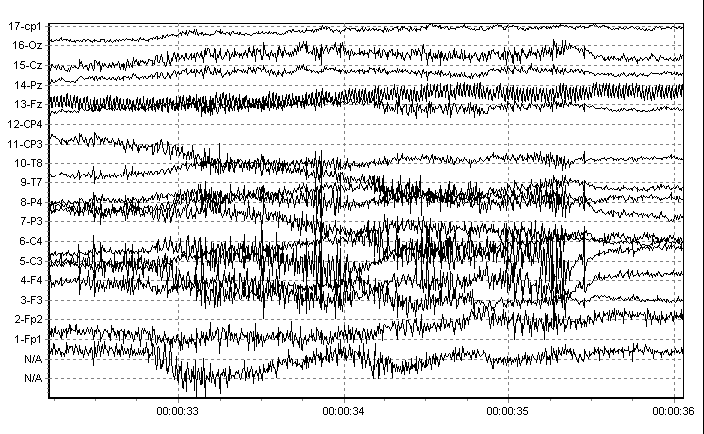 17-cp1
16-Oz
15-Cz
14-Pz
13-Fz
12-CP4
11-CP3
10-T8
9-T7
8-P4
7-P3
6-C4
5-C3
4-F4
3-F3
2-Fp2
1-Fp1
N/A
N/A
00:00:33 00:00:34 00:00:35 00:00:36